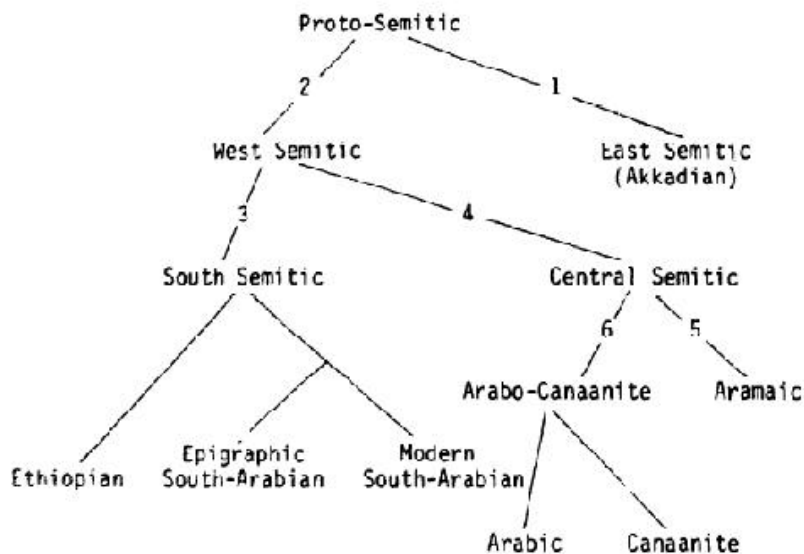 Proto-Semitic
2
1
West Semitic
East Semitic
(Akkadian)
3
4
South Semitic
Central Semitic
6
5
Arabo-Canaanite
Aramaic
Ethiopian
Epigraphic
South-Arabian
Modern
South-Arabian
Arabic
Canaanite